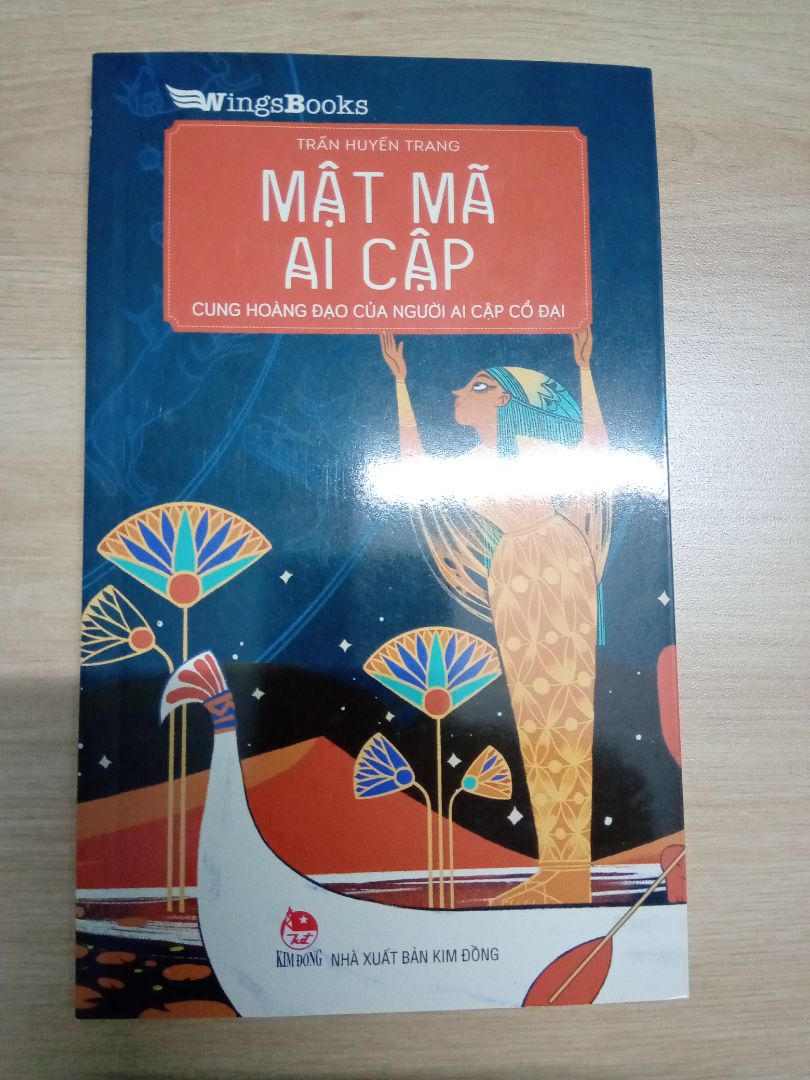 WingsBooks
TRẦN HUYỀN TRANG
MẬT MÃ
AI CẬP
CUNG HOÀNG ĐẠO CỦA NGƯỜI AI CẬP CỔ ĐẠI
KIM ĐỒNG NHÀ XUẤT BẢN KIM ĐỒNG